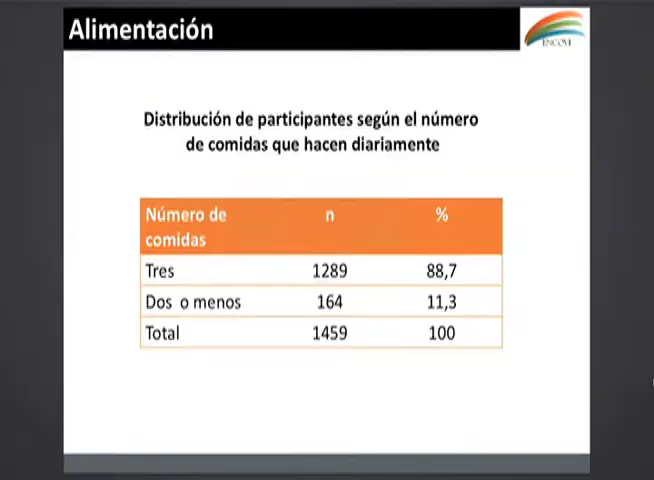 Alimentación
ENCOVI
Distribución de participantes según el número
de comidas que hacen diariamente
Número de comidas n %
Tres 1289 88,7
Dos o menos 164 11,3
Total 1459 100